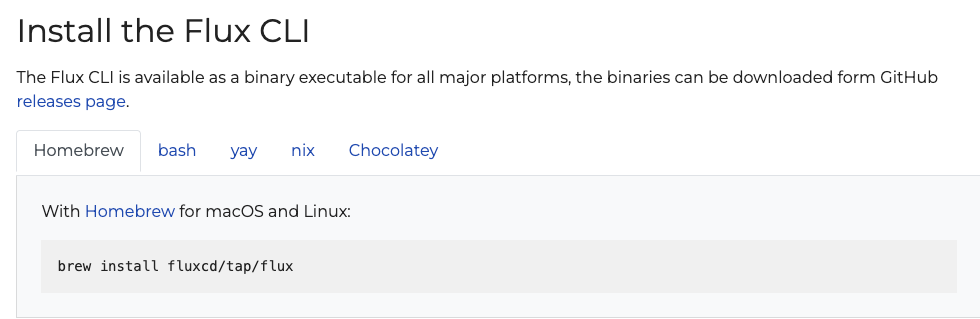 Install the Flux CLI
The Flux CLI is available as a binary executable for all major platforms, the binaries can be downloaded form GitHub
releases page.
Homebrew bash yay nix Chocolatey
With Homebrew for macOS and Linux:
brew install fluxcd/tap/flux